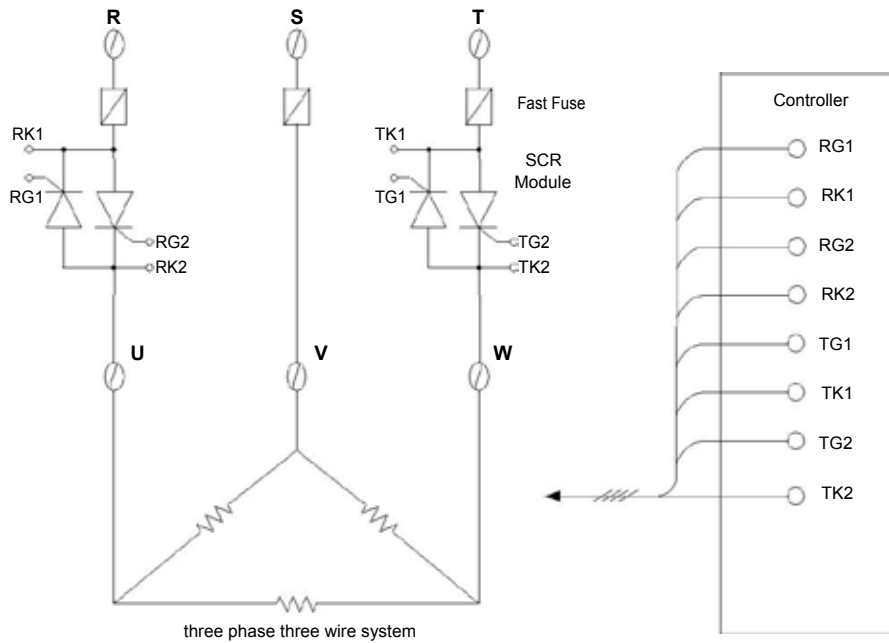 R
S
T
Fast Fuse
Controller
RK1
TK1
SCR
Module
RG1
TG1
RG2
TG2
RK2
TK2
U
V
W
RG1
RK1
RG2
RK2
TG1
TK1
TG2
TK2
three phase three wire system